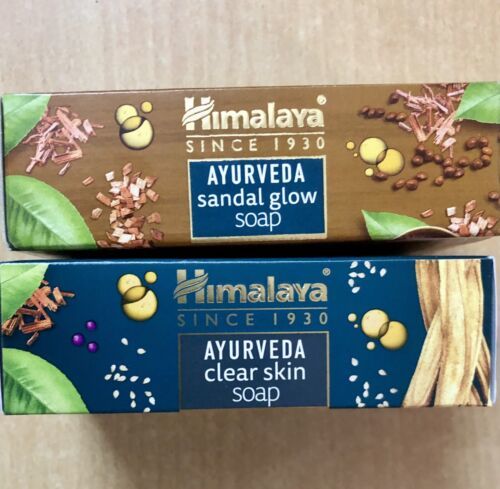 Himalaya®
SINCE 1930
AYURVEDA
sandal glow
soap
Himalaya®
SINCE 1930
AYURVEDA
clear skin
soap